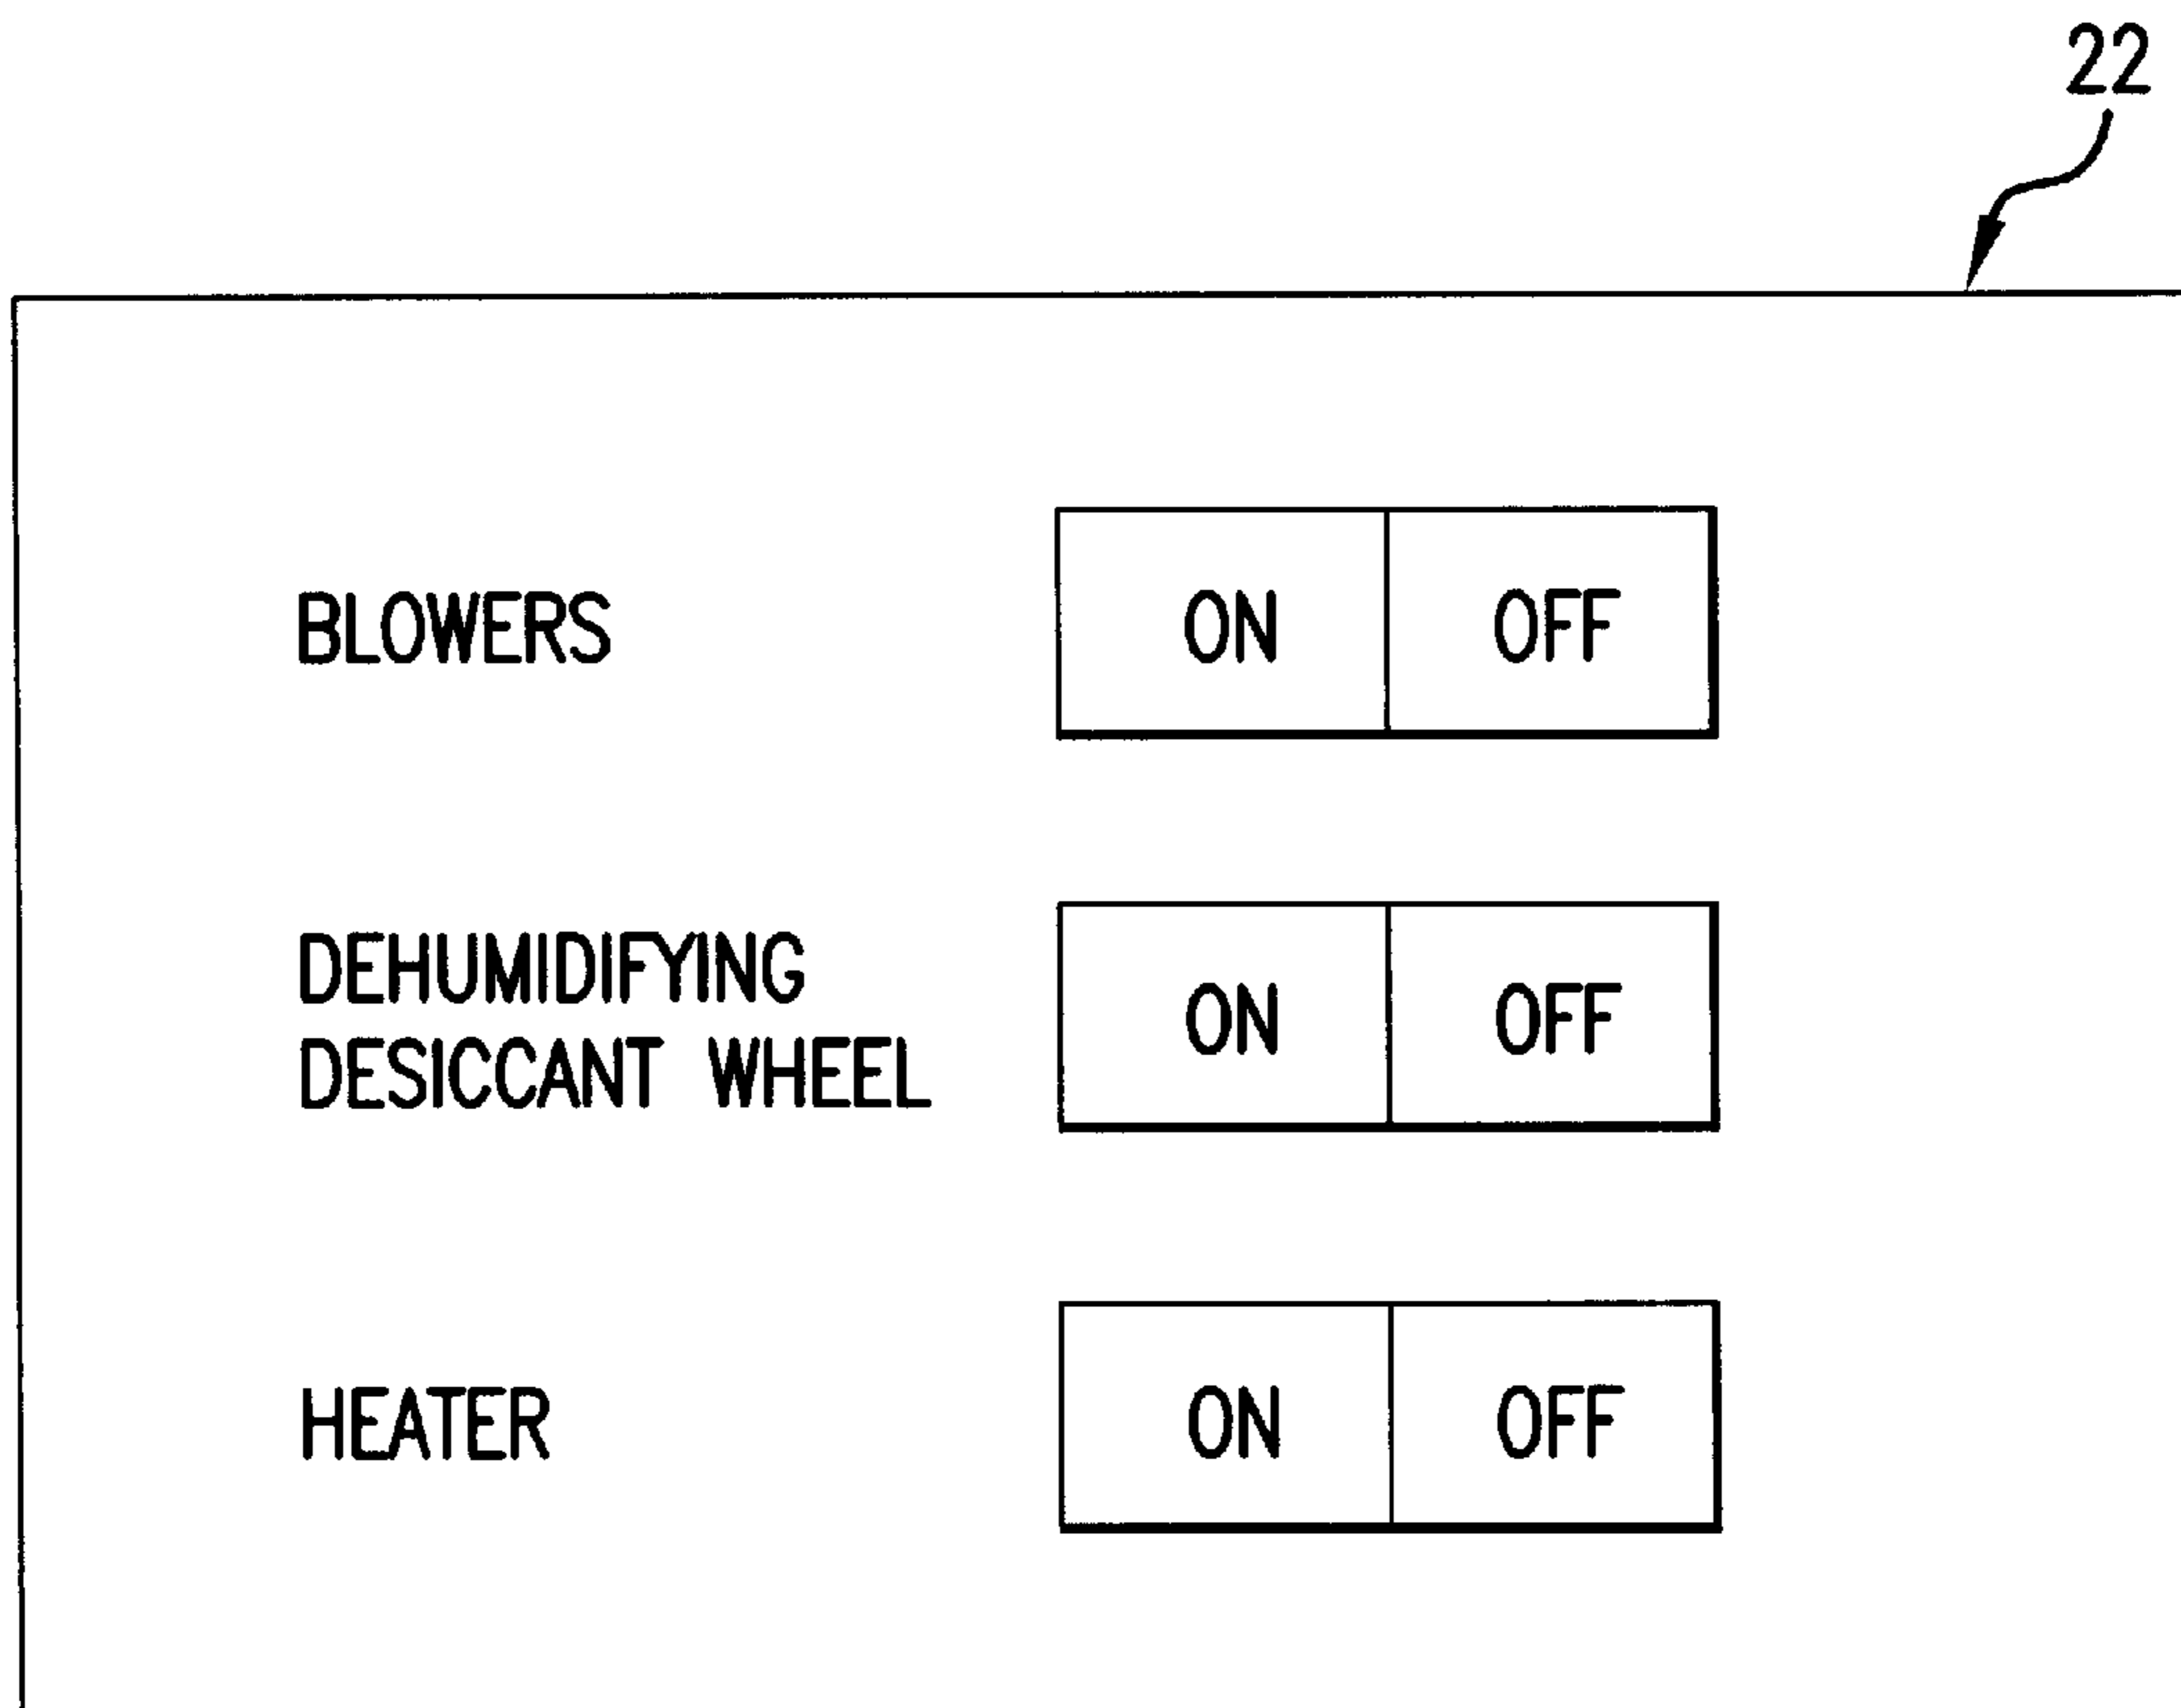 22
BLOWERS ON OFF
DEHUMIDIFYING
DESICCANT WHEEL ON OFF
HEATER ON OFF